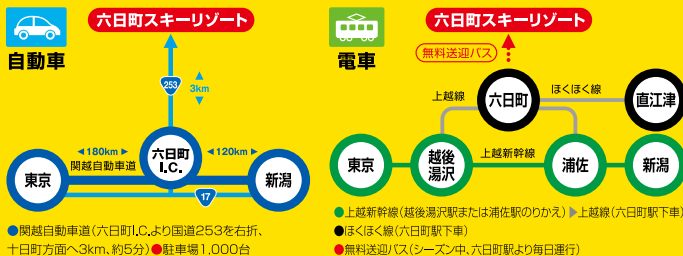 六日町スキーリゾート
自動車
253
3km
◀180km▶
関越自動車道
六日町
I.C.
◀120km▶
東京
新潟
17
●関越自動車道(六日町I.C.より国道253を右折、
十日町方面へ3km、約5分)●駐車場1,000台
六日町スキーリゾート
電車
無料送迎バス
上越線
六日町
ほくほく線
直江津
東京
越後
湯沢
上越新幹線
浦佐
新潟
●上越新幹線(越後湯沢駅または浦佐駅のりかえ)▶上越線(六日町駅下車)
●ほくほく線(六日町駅下車)
●無料送迎バス(シーズン中、六日町駅より毎日運行)